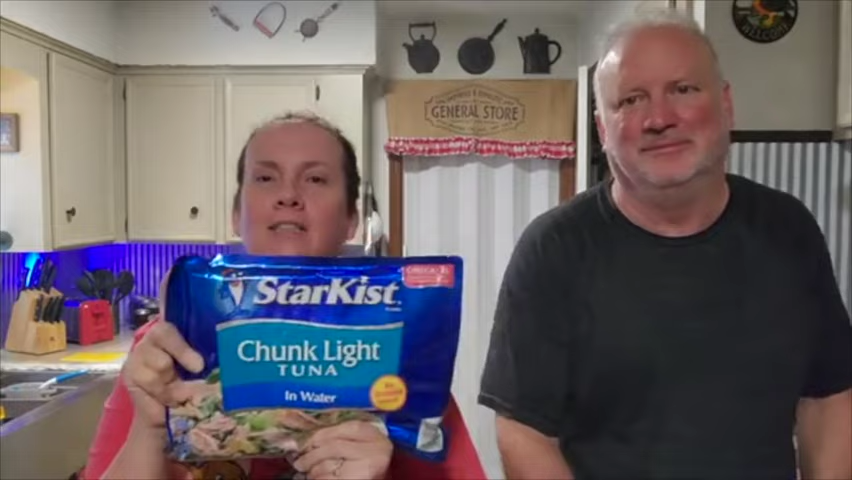 WELCOME
GENERAL STORE
StarKist
Chunk Light
TUNA
In Water